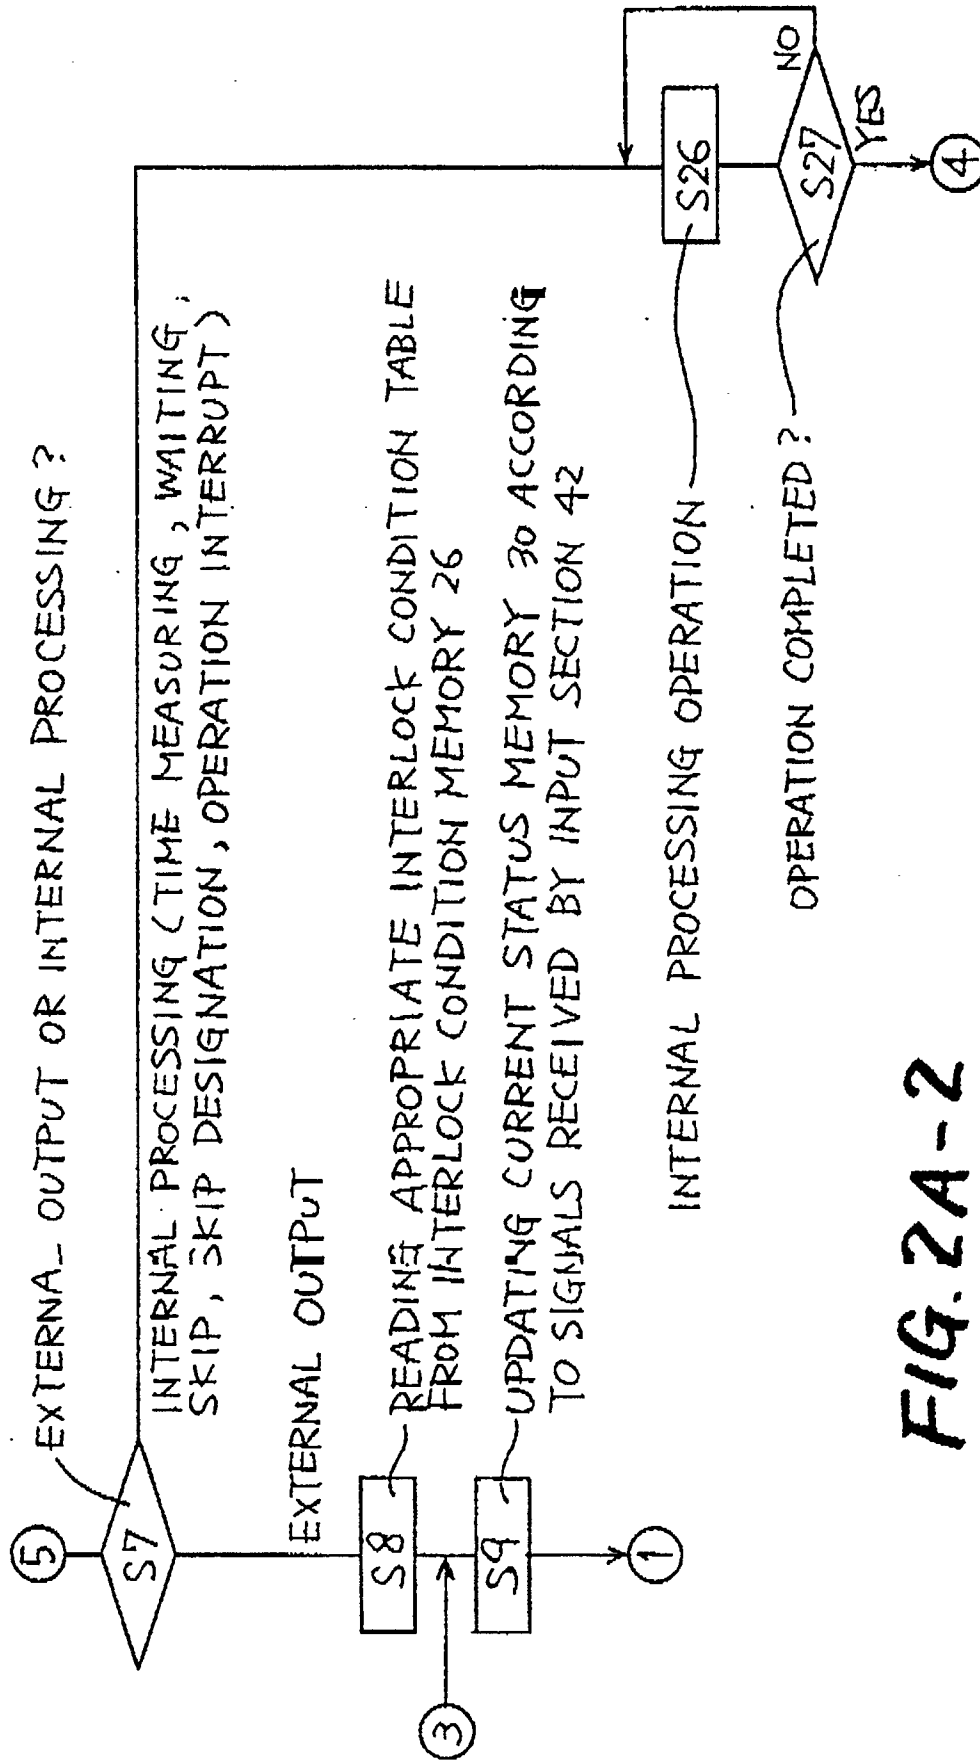 5
EXTERNAL OUTPUT OR INTERNAL PROCESSING ?
S7
INTERNAL PROCESSING (TIME MEASURING, WAITING,
SKIP, SKIP DESIGNATION, OPERATION INTERRUPT)
EXTERNAL OUTPUT
S8
READING APPROPRIATE INTERLOCK CONDITION TABLE
FROM INTERLOCK CONDITION MEMORY 26
3
S9
UPDATING CURRENT STATUS MEMORY 30 ACCORDING
TO SIGNALS RECEIVED BY INPUT SECTION 42
1
S26
INTERNAL PROCESSING OPERATION
S27
NO
YES
OPERATION COMPLETED ?
4
FIG. 2A-2